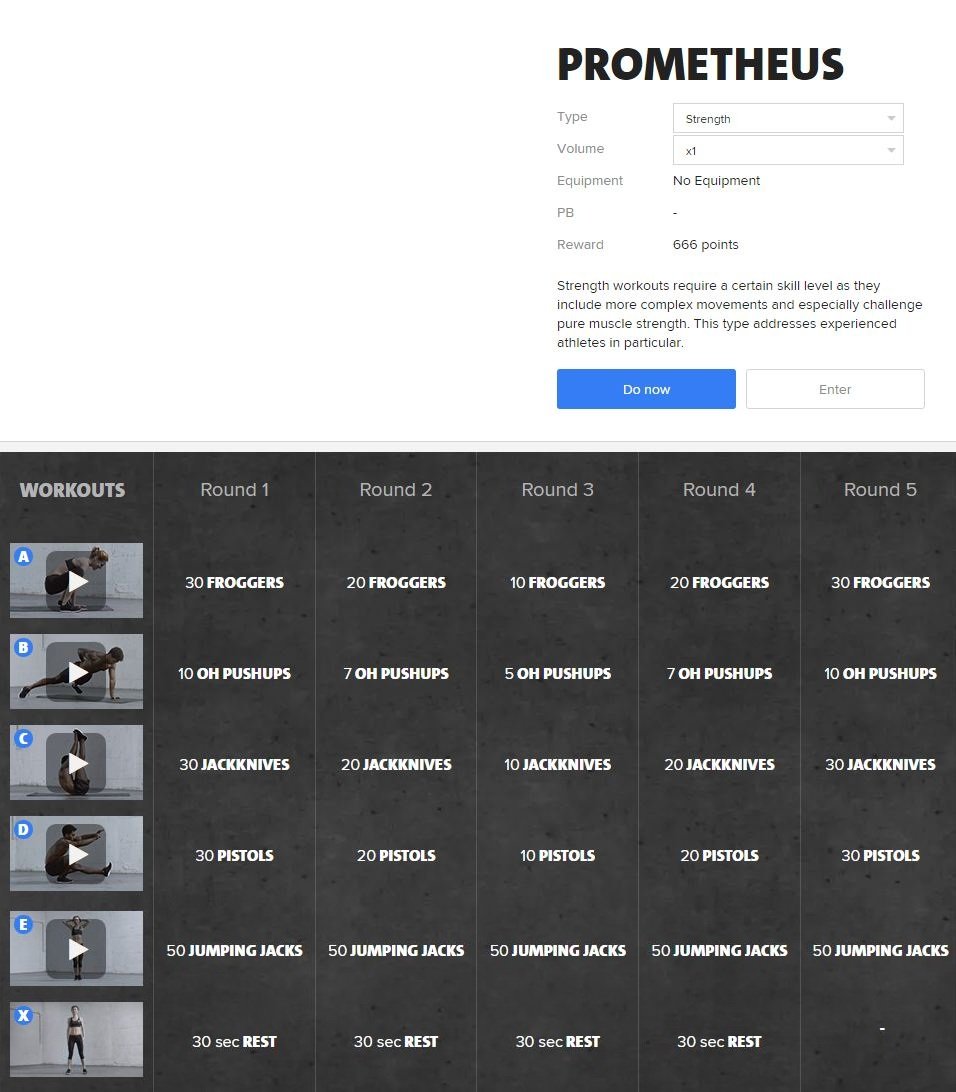 PROMETHEUS
Type Strength
Volume x1
Equipment No Equipment
PB -
Reward 666 points
Strength workouts require a certain skill level as they
include more complex movements and especially challenge
pure muscle strength. This type addresses experienced
athletes in particular.
Do now Enter
WORKOUTS Round 1 Round 2 Round 3 Round 4 Round 5
A 30 FROGGERS 20 FROGGERS 10 FROGGERS 20 FROGGERS 30 FROGGERS
B 10 OH PUSHUPS 7 OH PUSHUPS 5 OH PUSHUPS 7 OH PUSHUPS 10 OH PUSHUPS
C 30 JACKKNIVES 20 JACKKNIVES 10 JACKKNIVES 20 JACKKNIVES 30 JACKKNIVES
D 30 PISTOLS 20 PISTOLS 10 PISTOLS 20 PISTOLS 30 PISTOLS
E 50 JUMPING JACKS 50 JUMPING JACKS 50 JUMPING JACKS 50 JUMPING JACKS 50 JUMPING JACKS
X 30 sec REST 30 sec REST 30 sec REST 30 sec REST -